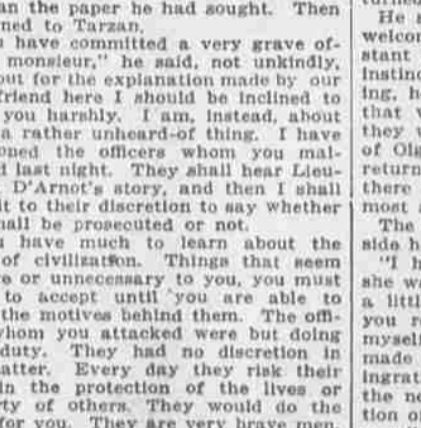 an the paper he had sought. Then
ned to Tarzan.
have committed a very grave of-
monsieur," he said, not unkindly,
but for the explanation made by our
friend here I should be inclined to
you harshly. I am, instead, about
a rather unheard-of thing. I have
oned the officers whom you mal-
d last night. They shall hear Lieu-
D'Arnot's story, and then I shall
it to their discretion to say whether
hall be prosecuted or not.
have much to learn about the
of civilization. Things that seem
e or unnecessary to you, you must
to accept until you are able to
the motives behind them. The offi-
whom you attacked were but doing
duty. They had no discretion in
atter. Every day they risk their
in the protection of the lives or
ty of others. They would do the
for you. They are very brave men,
He s
welcom
stant
instinc
ing, h
that
they
of Olg
return
there
most
The
side h
"I h
she wa
a littl
you r
myself
made
ingrat
the ne
tion o